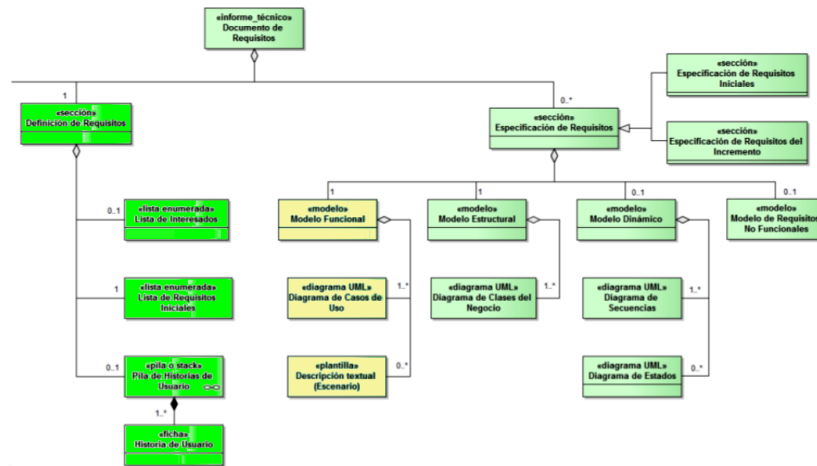 «informe_técnico»
Documento de
Requisitos
1
0..*
«sección»
Definicion de Requisitos
«sección»
Especificación de Requisitos
«sección»
Especificación de Requisitos
Iniciales
«sección»
Especificación de Requisitos del
Incremento
0..1
«lista enumerada»
Lista de Interesados
1
«lista enumerada»
Lista de Requisitos
Iniciales
0..1
«pila o stack»
Pila de Historias de
Usuario
1..*
«ficha»
Historia de Usuario
1
«modelo»
Modelo Funcional
1
«modelo»
Modelo Estructural
0..1
«modelo»
Modelo Dinámico
0..1
«modelo»
Modelo de Requisitos
No Funcionales
«diagrama UML»
Diagrama de Casos de
Uso
1..*
«diagrama UML»
Diagrama de Clases del
Negocio
1..*
«diagrama UML»
Diagrama de
Secuencias
1..*
«plantilla»
Descripción textual
(Escenario)
0..*
«diagrama UML»
Diagrama de Estados
0..*